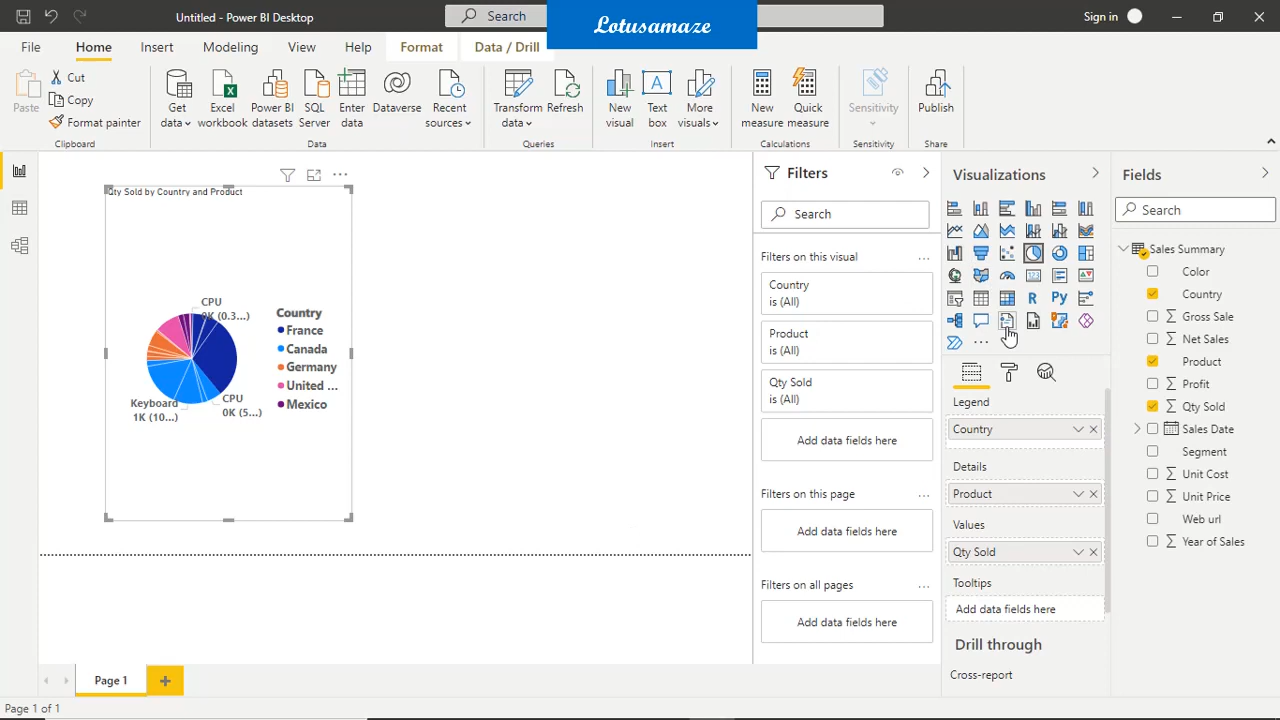 Untitled - Power BI Desktop
Search
Lotusamaze
Sign in
File
Home
Insert
Modeling
View
Help
Format
Data / Drill
Paste
Cut
Copy
Format painter
Clipboard
Get data
Excel workbook
Power BI datasets
SQL Server
Enter data
Dataverse
Recent sources
Data
Transform data
Refresh
Queries
New visual
Text box
More visuals
Insert
New measure
Quick measure
Calculations
Sensitivity
Sensitivity
Publish
Share
Qty Sold by Country and Product
CPU
0K (0.3...)
Keyboard
1K (10...)
CPU
0K (5...)
Country
France
Canada
Germany
United ...
Mexico
Filters
Search
Filters on this visual
Country
is (All)
Product
is (All)
Qty Sold
is (All)
Add data fields here
Filters on this page
Add data fields here
Filters on all pages
Add data fields here
Visualizations
Legend
Country
Details
Product
Values
Qty Sold
Tooltips
Add data fields here
Drill through
Cross-report
Fields
Search
Sales Summary
Color
Country
Gross Sale
Net Sales
Product
Profit
Qty Sold
Sales Date
Segment
Unit Cost
Unit Price
Web url
Year of Sales
Page 1
Page 1 of 1